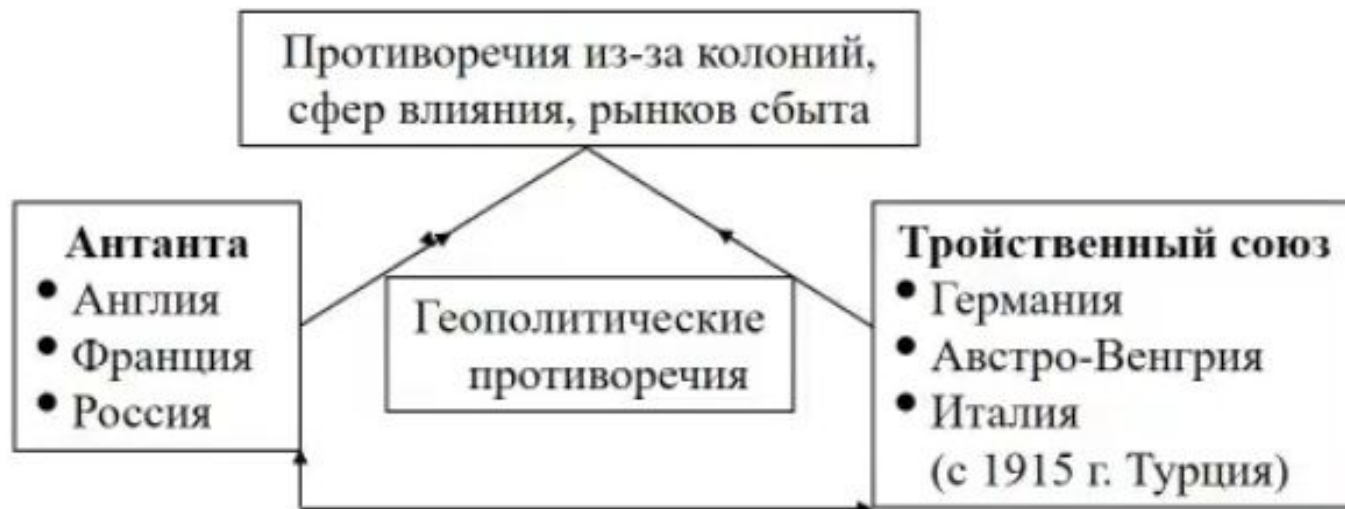 Противоречия из-за колоний,
сфер влияния, рынков сбыта
Антанта
• Англия
• Франция
• Россия
Геополитические
противоречия
Тройственный союз
• Германия
• Австро-Венгрия
• Италия
(с 1915 г. Турция)